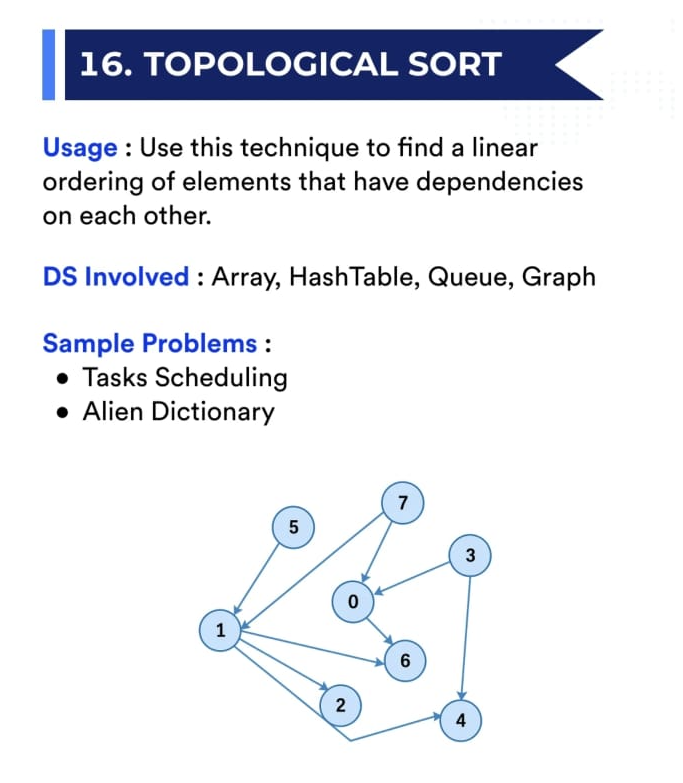 16. TOPOLOGICAL SORT
Usage : Use this technique to find a linear
ordering of elements that have dependencies
on each other.
DS Involved : Array, HashTable, Queue, Graph
Sample Problems :
• Tasks Scheduling
• Alien Dictionary
7
5
3
0
1
6
2
4